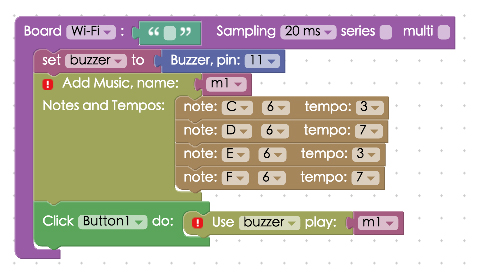 Board Wi-Fi : “ ” Sampling 20 ms series multi
set buzzer to Buzzer, pin: 11
! Add Music, name: m1
Notes and Tempos: note: C 6 tempo: 3
note: D 6 tempo: 7
note: E 6 tempo: 3
note: F 6 tempo: 7
Click Button1 do: ! Use buzzer play: m1